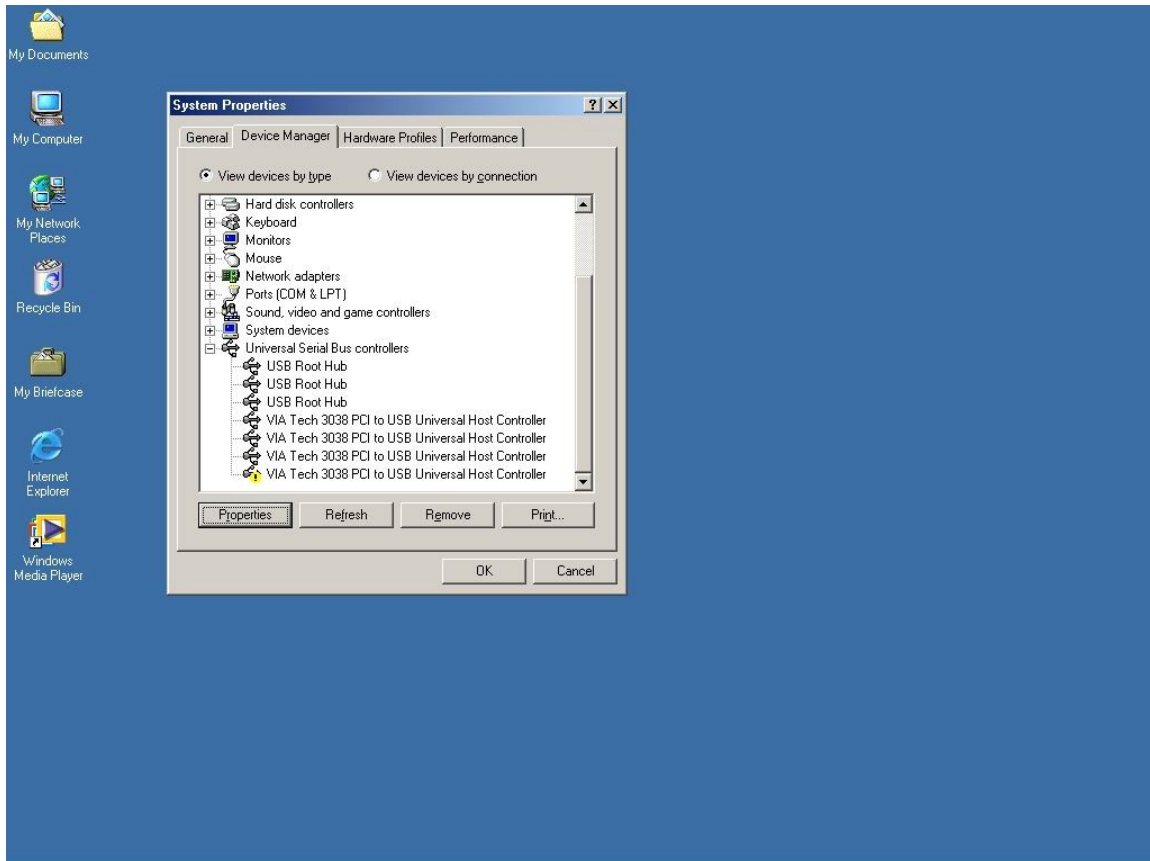 My Documents
My Computer
My Network
Places
Recycle Bin
My Briefcase
Internet
Explorer
Windows
Media Player
System Properties
General
Device Manager
Hardware Profiles
Performance
View devices by type
View devices by connection
Hard disk controllers
Keyboard
Monitors
Mouse
Network adapters
Ports (COM & LPT)
Sound, video and game controllers
System devices
Universal Serial Bus controllers
USB Root Hub
USB Root Hub
USB Root Hub
VIA Tech 3038 PCI to USB Universal Host Controller
VIA Tech 3038 PCI to USB Universal Host Controller
VIA Tech 3038 PCI to USB Universal Host Controller
VIA Tech 3038 PCI to USB Universal Host Controller
Properties
Refresh
Remove
Print...
OK
Cancel